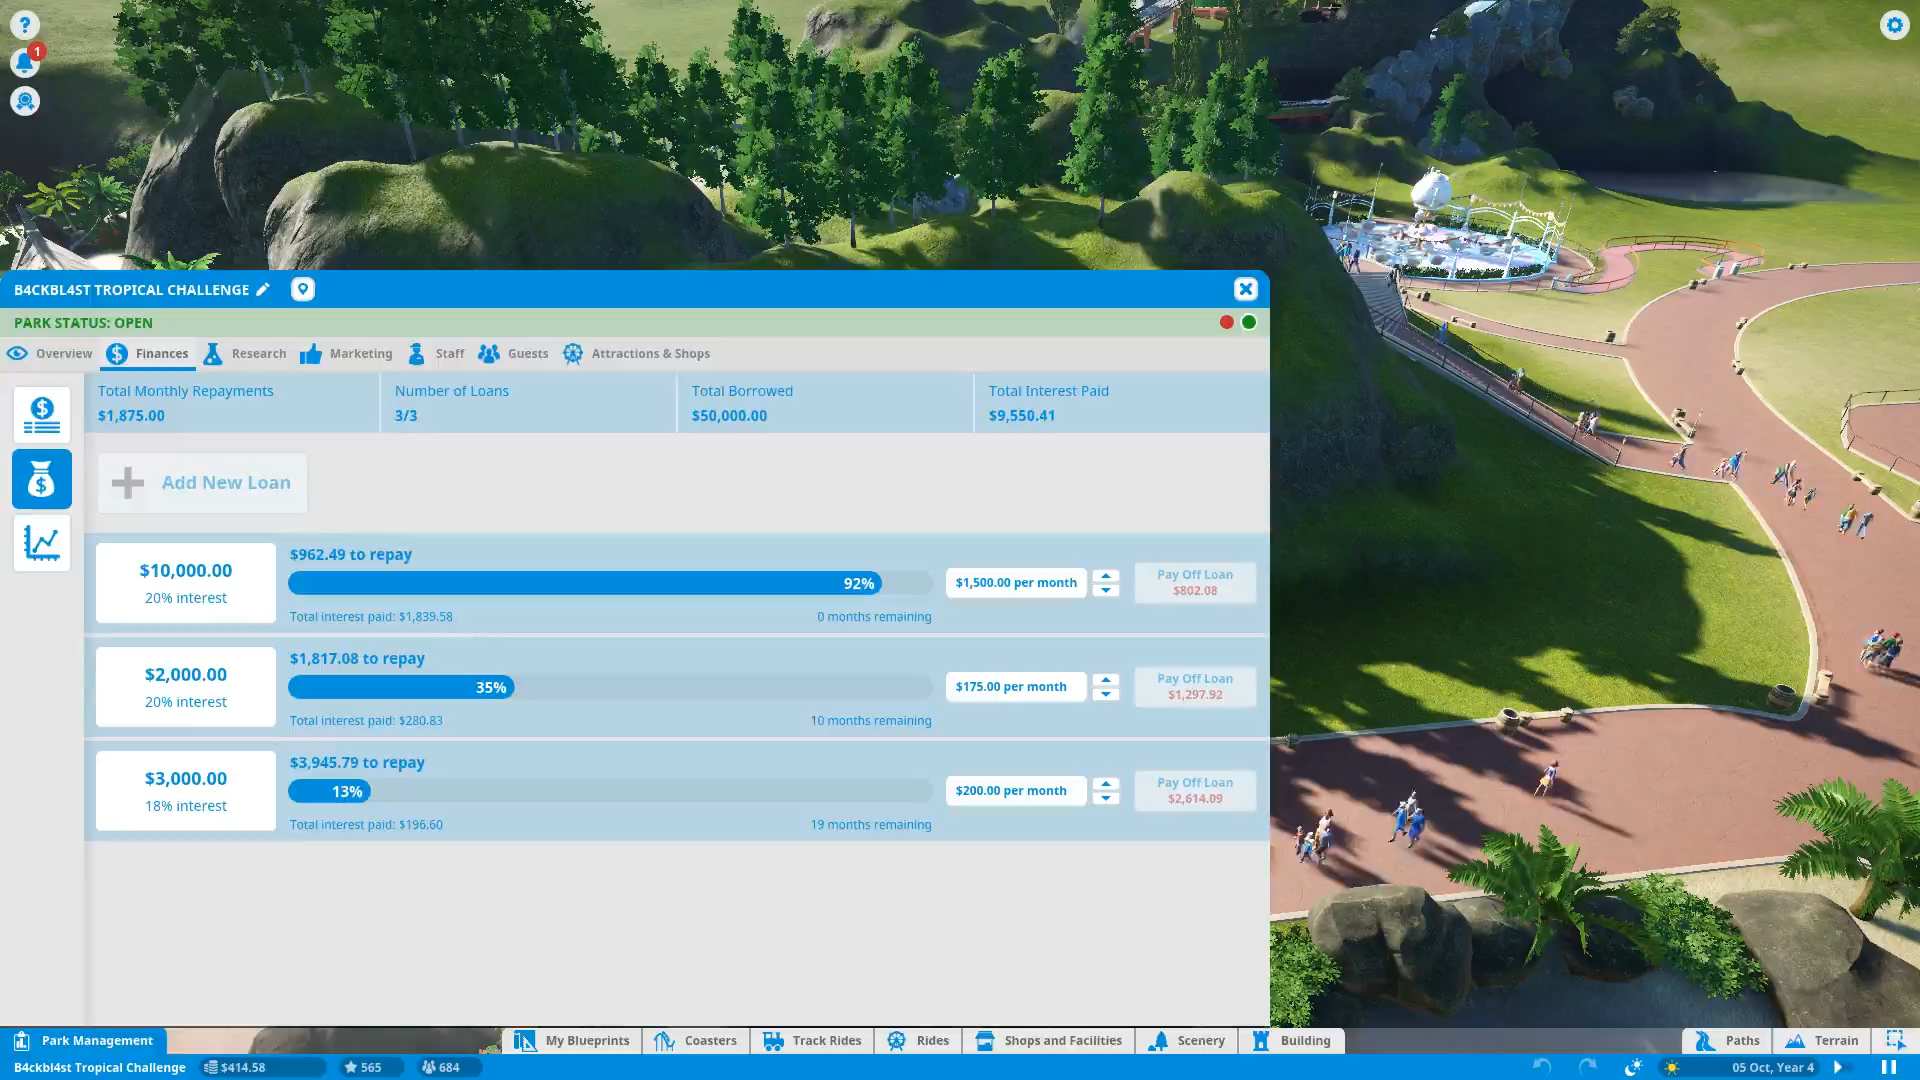 ?
1
B4CKBL4ST TROPICAL CHALLENGE
PARK STATUS: OPEN
Overview
Finances
Research
Marketing
Staff
Guests
Attractions & Shops
Total Monthly Repayments
$1,875.00
Number of Loans
3/3
Total Borrowed
$50,000.00
Total Interest Paid
$9,550.41
Add New Loan
$10,000.00
20% interest
$962.49 to repay
92%
Total interest paid: $1,839.58
0 months remaining
$1,500.00 per month
Pay Off Loan
$802.08
$2,000.00
20% interest
$1,817.08 to repay
35%
Total interest paid: $280.83
10 months remaining
$175.00 per month
Pay Off Loan
$1,297.92
$3,000.00
18% interest
$3,945.79 to repay
13%
Total interest paid: $196.60
19 months remaining
$200.00 per month
Pay Off Loan
$2,614.09
Park Management
My Blueprints
Coasters
Track Rides
Rides
Shops and Facilities
Scenery
Building
Paths
Terrain
B4ckbl4st Tropical Challenge
$414.58
565
684
05 Oct, Year 4